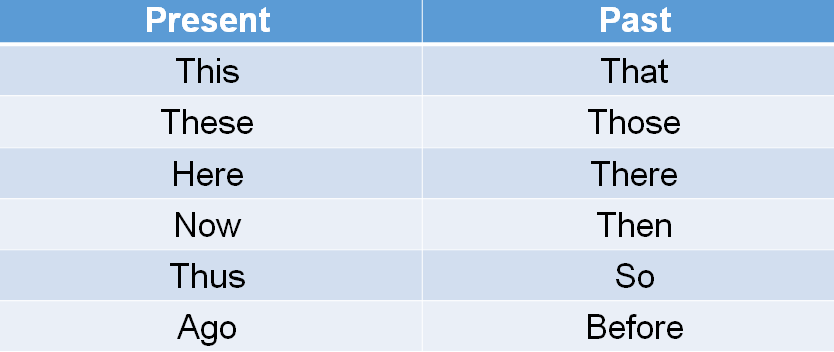 Present Past
This That
These Those
Here There
Now Then
Thus So
Ago Before